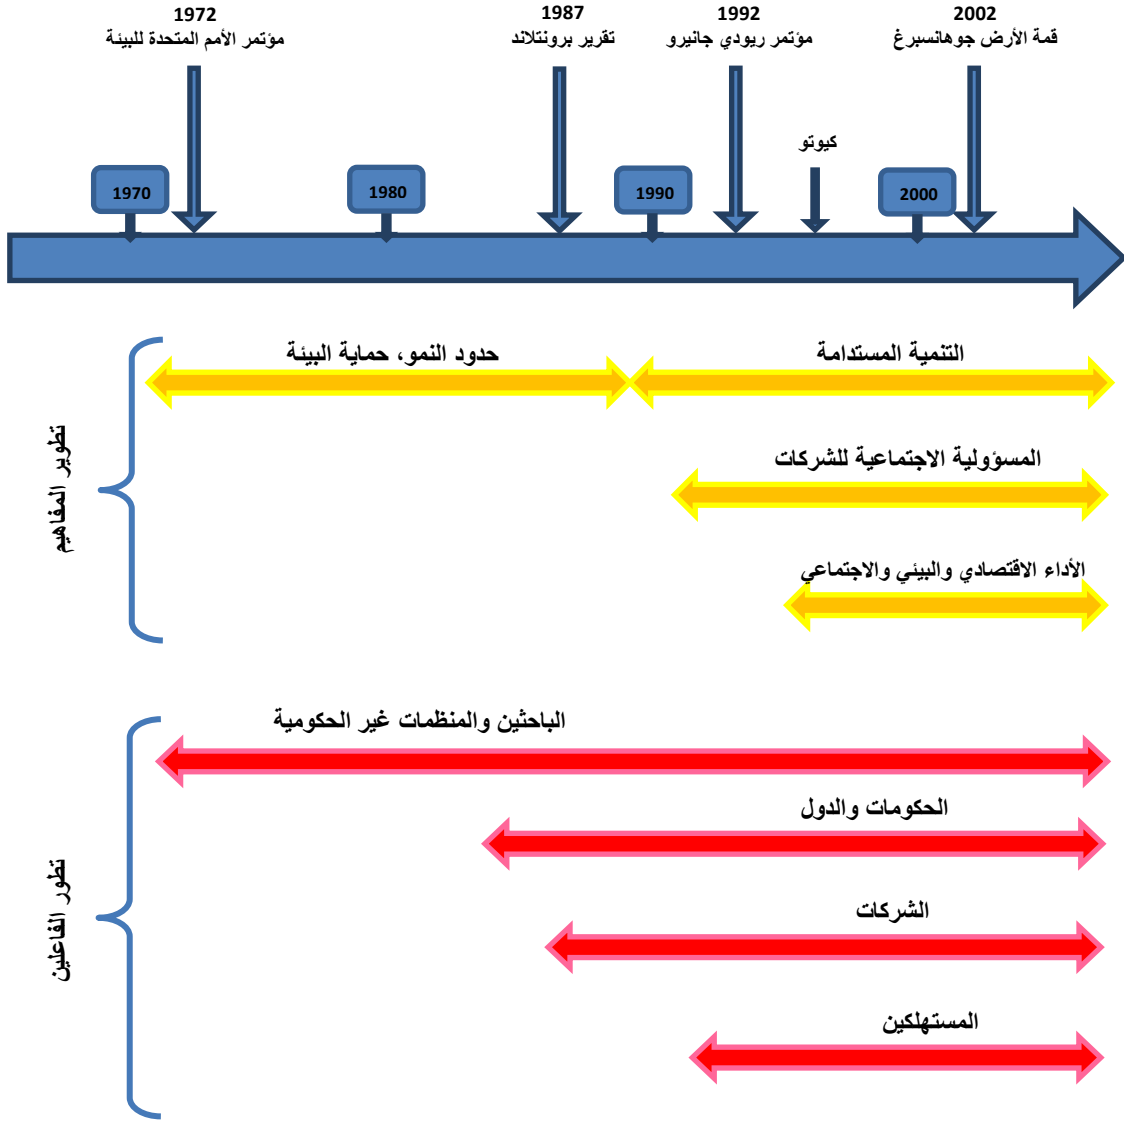 1972
مؤتمر الأمم المتحدة للبيئة
1987
تقرير برونتلاند
1992
مؤتمر ريودي جانيرو
2002
قمة الأرض جوهانسبرغ
كيوتو
1970
1980
1990
2000
تطوير المفاهيم
حدود النمو، حماية البيئة
التنمية المستدامة
المسؤولية الاجتماعية للشركات
الأداء الاقتصادي والبيئي والاجتماعي
تطور الفاعلين
الباحثين والمنظمات غير الحكومية
الحكومات والدول
الشركات
المستهلكين